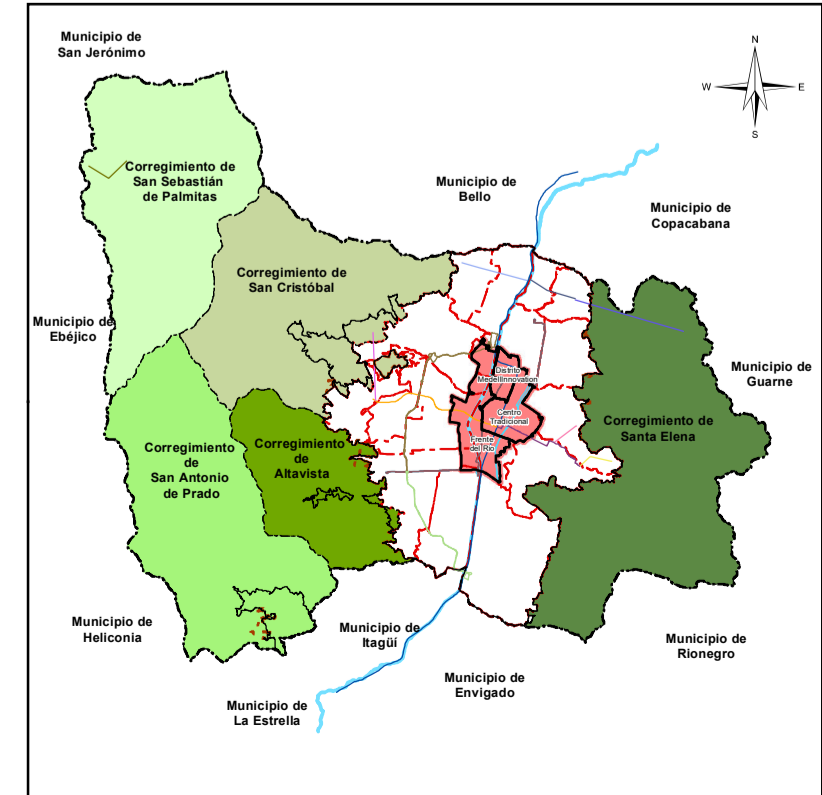 Municipio de
San Jerónimo
N
W
E
S
Corregimiento de
San Sebastián
de Palmitas
Municipio de
Bello
Municipio de
Copacabana
Corregimiento de
San Cristóbal
Municipio de
Ebéjico
Distrito
Medellinnovation
Municipio de
Guarne
Centro
Tradicional
Corregimiento de
Santa Elena
Frente
del Río
Corregimiento
de
Altavista
Corregimiento
de
San Antonio
de Prado
Municipio de
Heliconia
Municipio de
Itagüí
Municipio de
Rionegro
Municipio de
Envigado
Municipio de
La Estrella